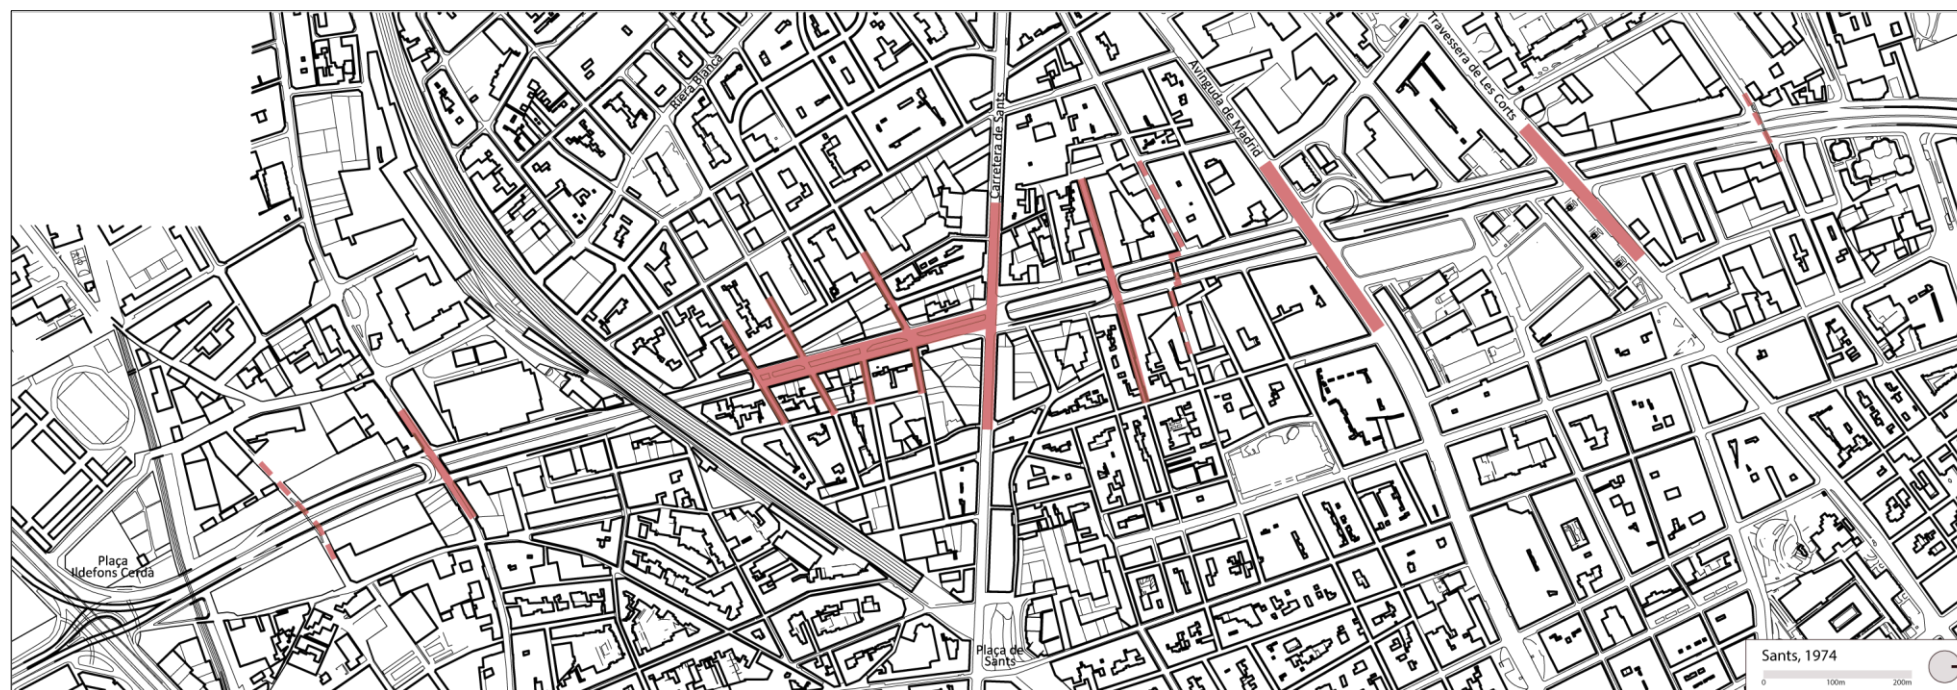 Riera Blanca
Carretera de Sants
Avinguda de Madrid
Travessera de Les Corts
Plaça
Ildefons Cerdà
Plaça de
Sants
Sants, 1974
0 100m 200m